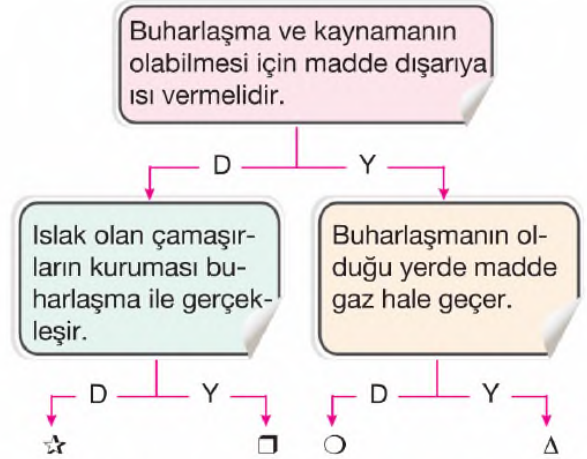 Buharlaşma ve kaynamanın
olabilmesi için madde dışarıya
ısı vermelidir.
D
Y
Islak olan çamaşır-
ların kuruması bu-
harlaşma ile gerçek-
leşir.
Buharlaşmanın ol-
duğu yerde madde
gaz hale geçer.
D
Y
D
Y